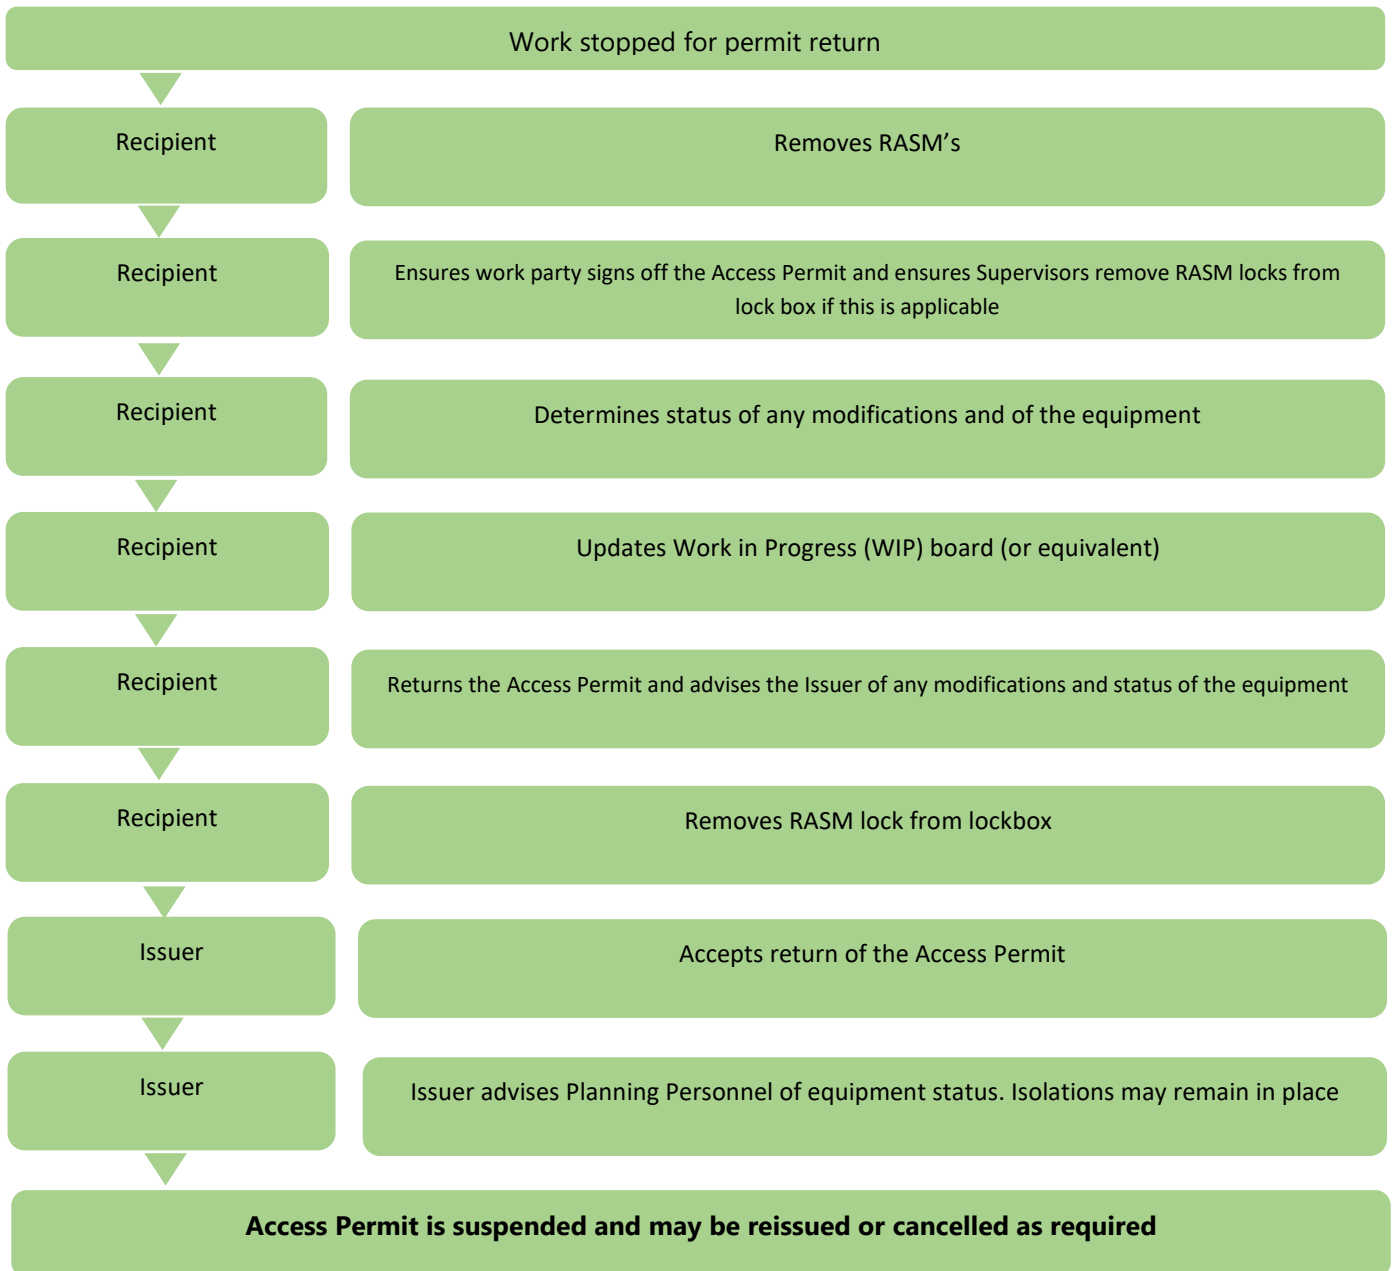 Work stopped for permit return
Recipient
Removes RASM’s
Recipient
Ensures work party signs off the Access Permit and ensures Supervisors remove RASM locks from
lock box if this is applicable
Recipient
Determines status of any modifications and of the equipment
Recipient
Updates Work in Progress (WIP) board (or equivalent)
Recipient
Returns the Access Permit and advises the Issuer of any modifications and status of the equipment
Recipient
Removes RASM lock from lockbox
Issuer
Accepts return of the Access Permit
Issuer
Issuer advises Planning Personnel of equipment status. Isolations may remain in place
Access Permit is suspended and may be reissued or cancelled as required